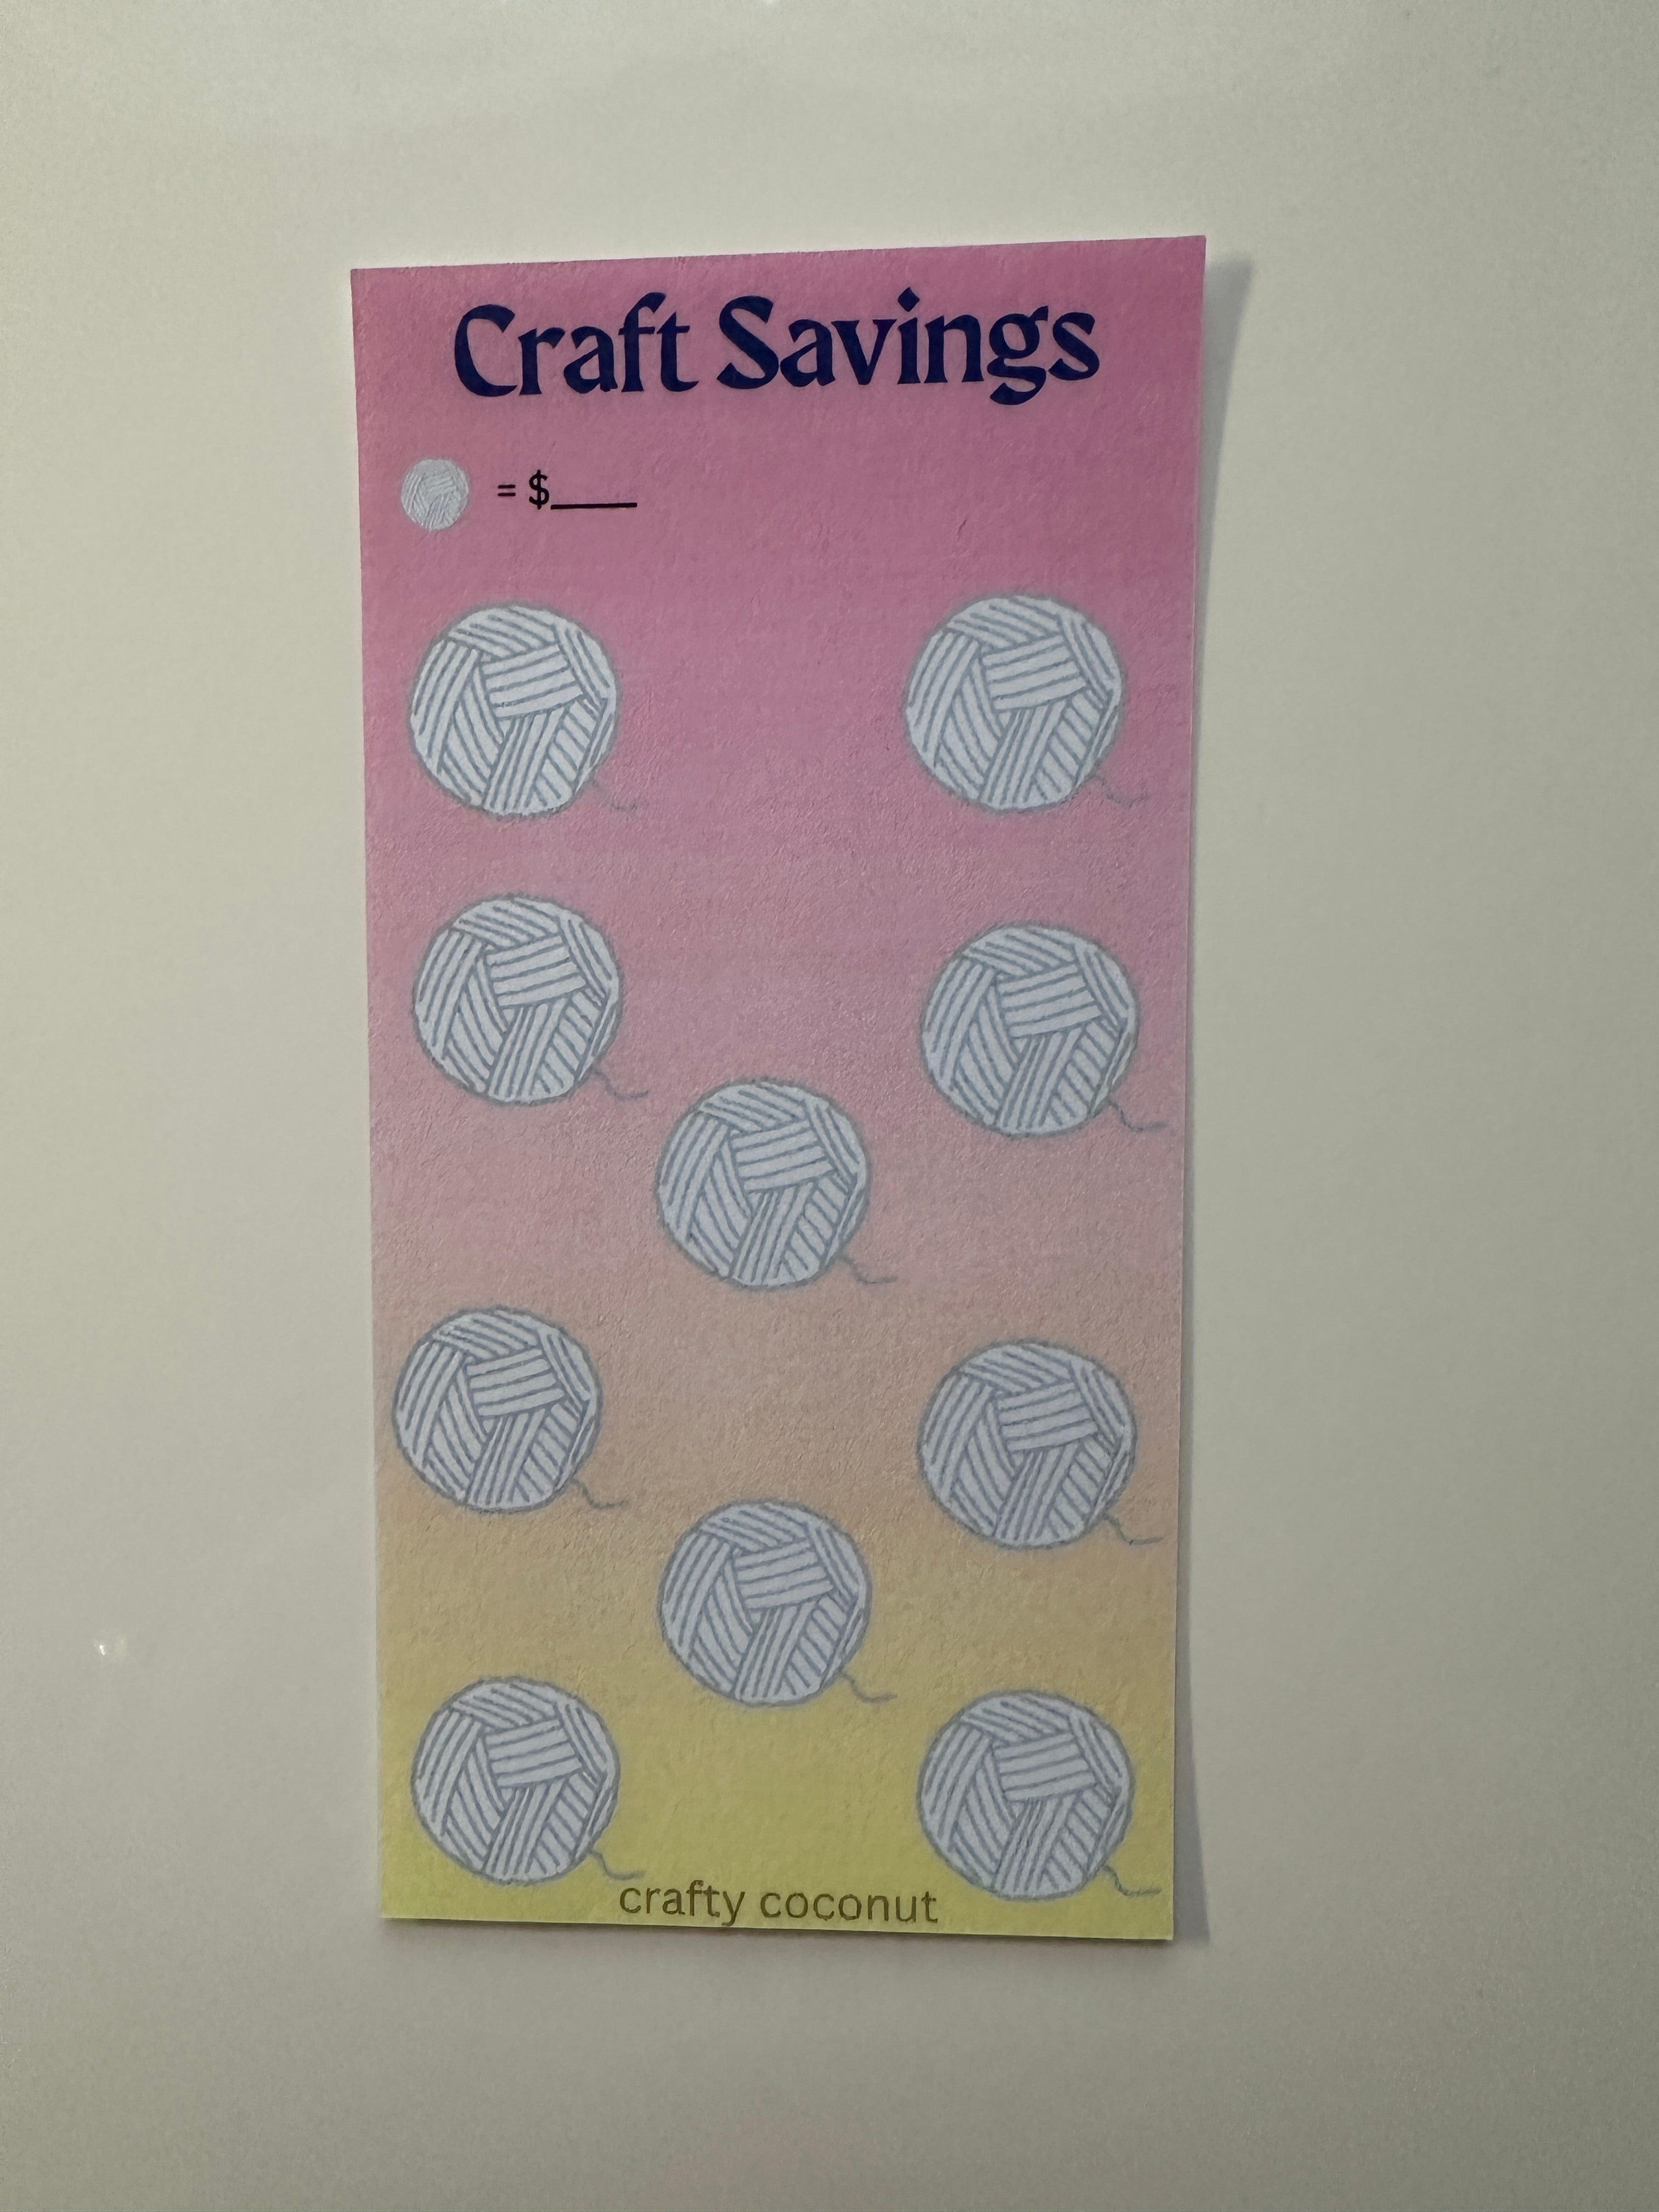 Craft Savings
= $____
crafty coconut